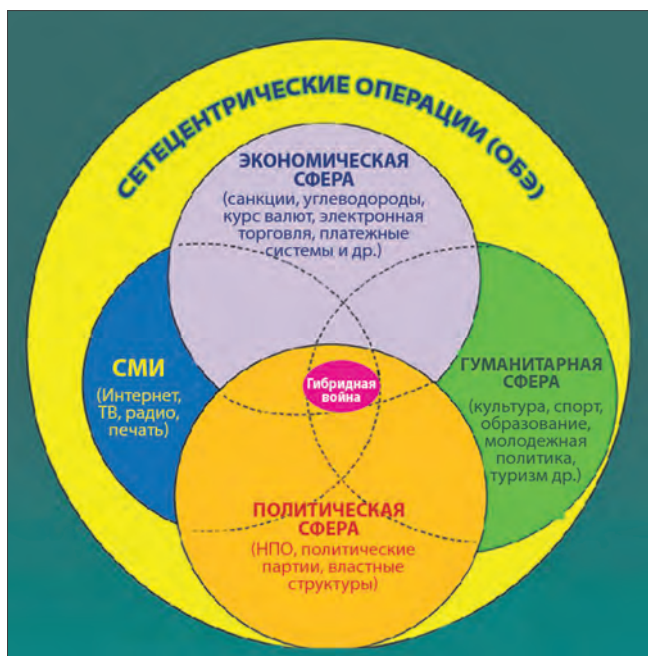 СЕТЕЦЕНТРИЧЕСКИЕ ОПЕРАЦИИ (ОБЭ)
ЭКОНОМИЧЕСКАЯ
СФЕРА
(санкции, углеводороды,
курс валют, электронная
торговля, платежные
системы и др.)
СМИ
(Интернет,
ТВ, радио,
печать)
Гибридная
война
ГУМАНИТАРНАЯ
СФЕРА
(культура, спорт,
образование,
молодежная
политика,
туризм др.)
ПОЛИТИЧЕСКАЯ
СФЕРА
(НПО, политические
партии, властные
структуры)